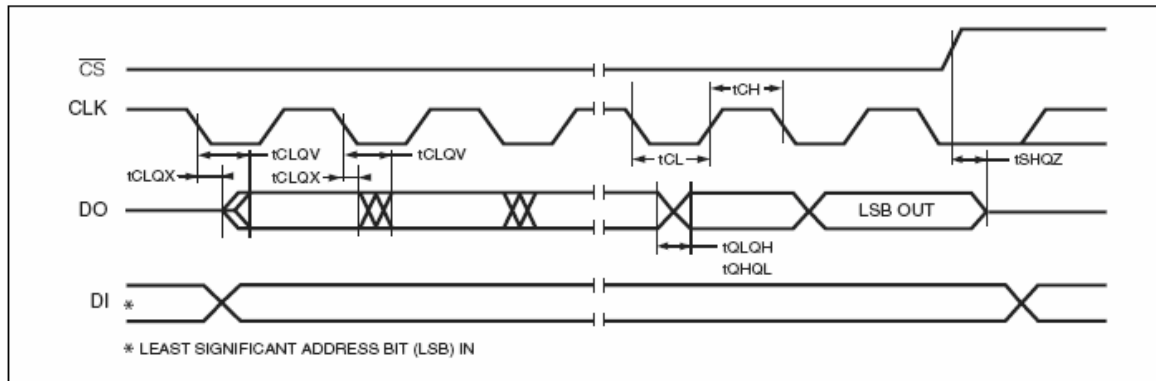 CS
CLK
tCH
tCLQV
tCLQV
tCL
tSHQZ
tCLQX
tCLQX
DO
LSB OUT
tQLQH
tQHQL
DI *
* LEAST SIGNIFICANT ADDRESS BIT (LSB) IN